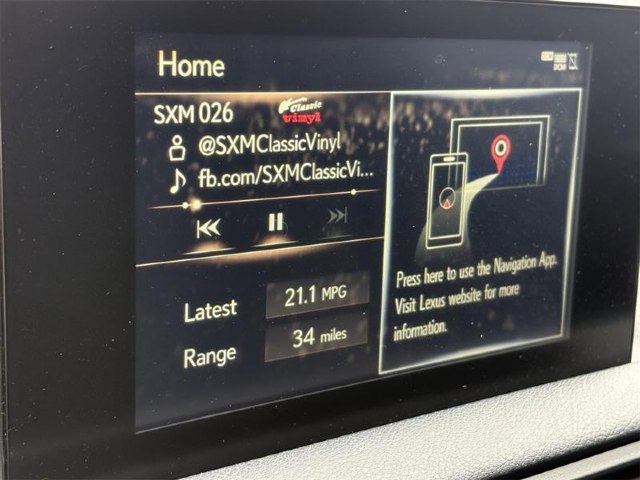 Home
DCM
SXM 026
Classic
vinyl
@SXMClassicVinyl
fb.com/SXMClassicVi...
Latest
21.1 MPG
Range
34 miles
Press here to use the Navigation App.
Visit Lexus website for more
information.